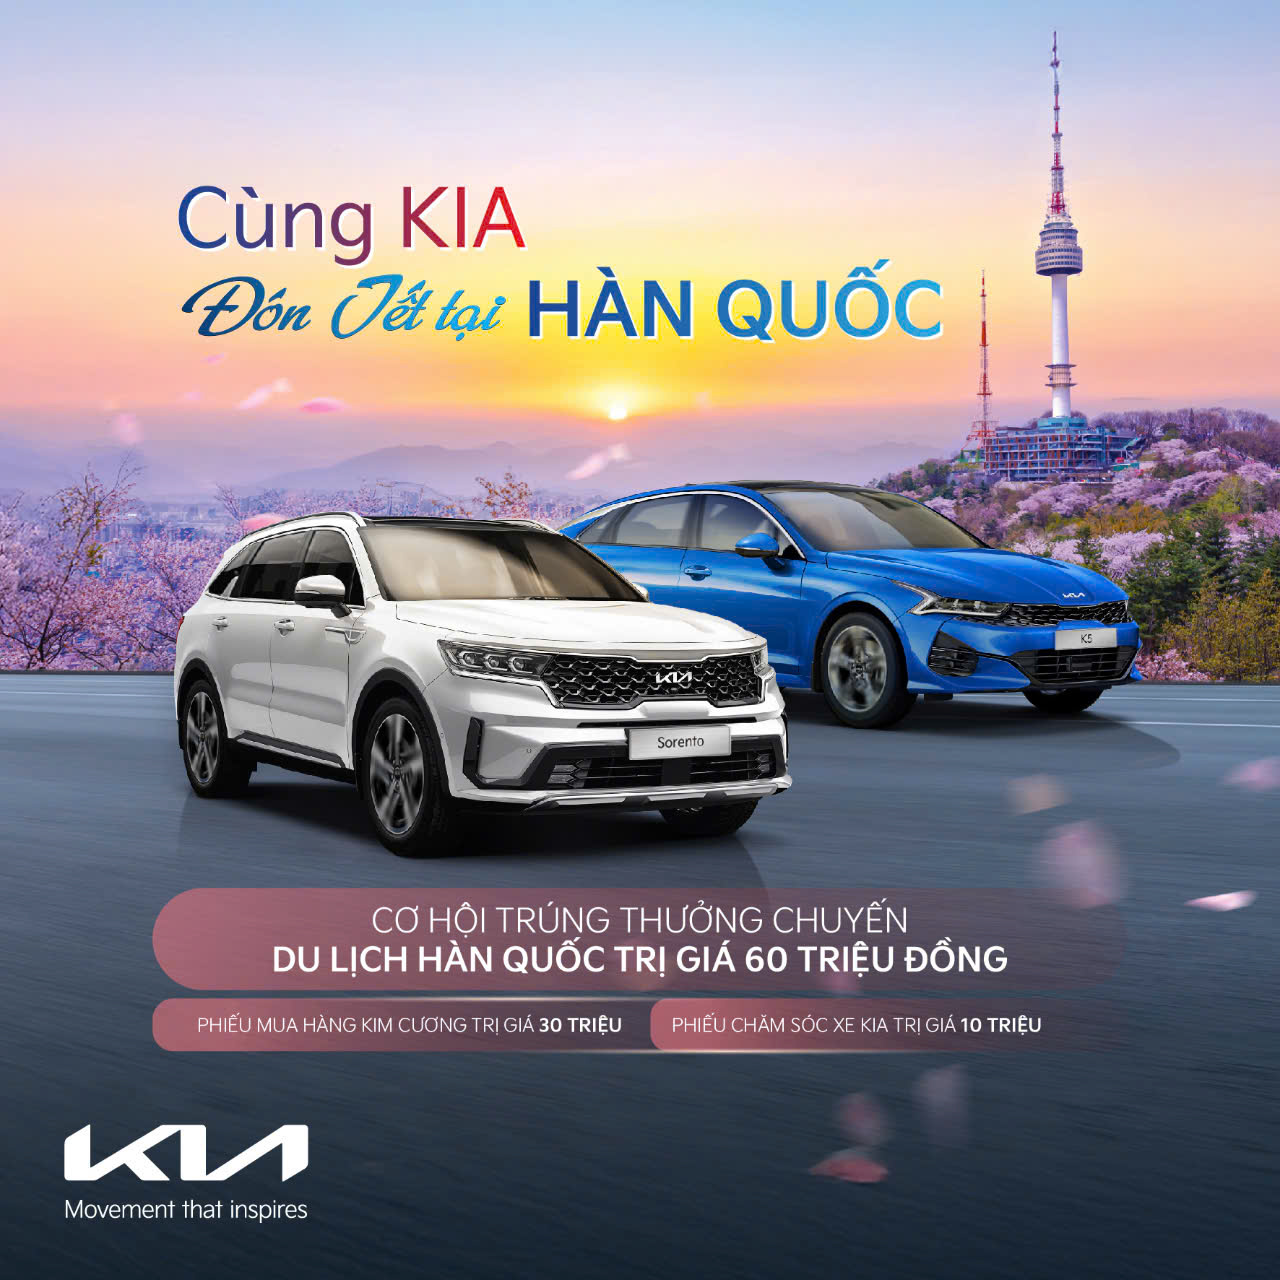 Cùng KIA
Đón Tết tại HÀN QUỐC
KIA
K5
KIA
Sorento
CƠ HỘI TRÚNG THƯỞNG CHUYẾN
DU LỊCH HÀN QUỐC TRỊ GIÁ 60 TRIỆU ĐỒNG
PHIẾU MUA HÀNG KIM CƯƠNG TRỊ GIÁ 30 TRIỆU
PHIẾU CHĂM SÓC XE KIA TRỊ GIÁ 10 TRIỆU
KIA
Movement that inspires